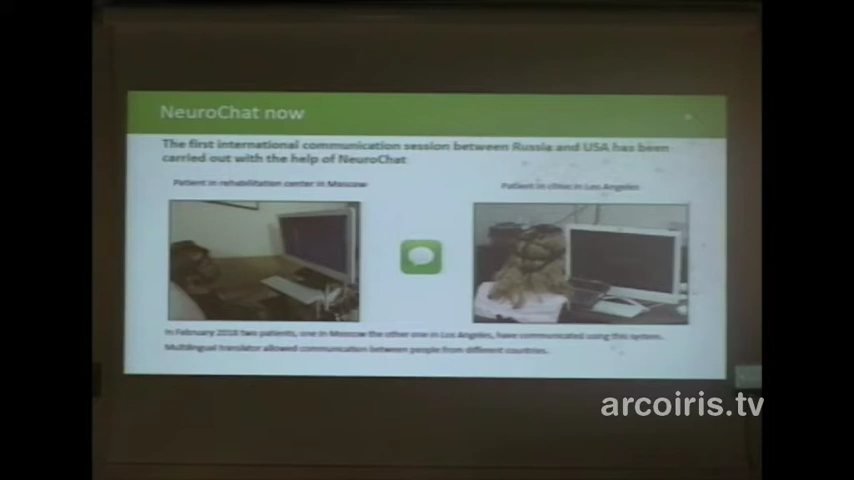 NeuroChat now
The first international communication session between Russia and USA has been
carried out with the help of NeuroChat
Patient in rehabilitation center in Moscow
Patient in clinic in Los Angeles
In February 2018 two patients, one in Moscow the other one in Los Angeles, have communicated using this system.
Multilingual translator allowed communication between people from different countries.
arcoiris.tv